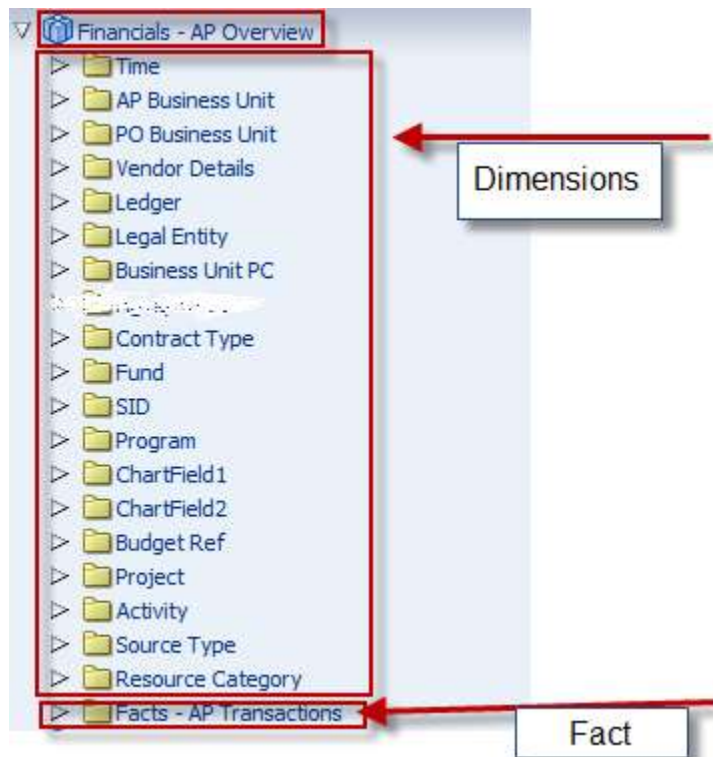 Financials - AP Overview
Time
AP Business Unit
PO Business Unit
Vendor Details
Ledger
Legal Entity
Business Unit PC
Contract Type
Fund
SID
Program
ChartField1
ChartField2
Budget Ref
Project
Activity
Source Type
Resource Category
Facts - AP Transactions
Dimensions
Fact